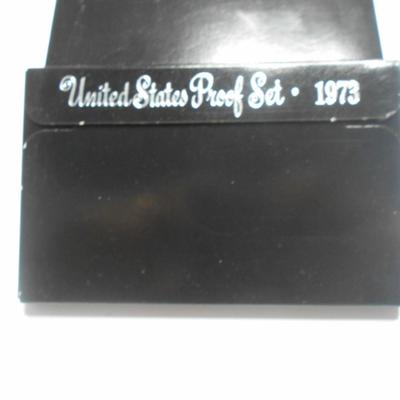 United States Proof Set · 1973